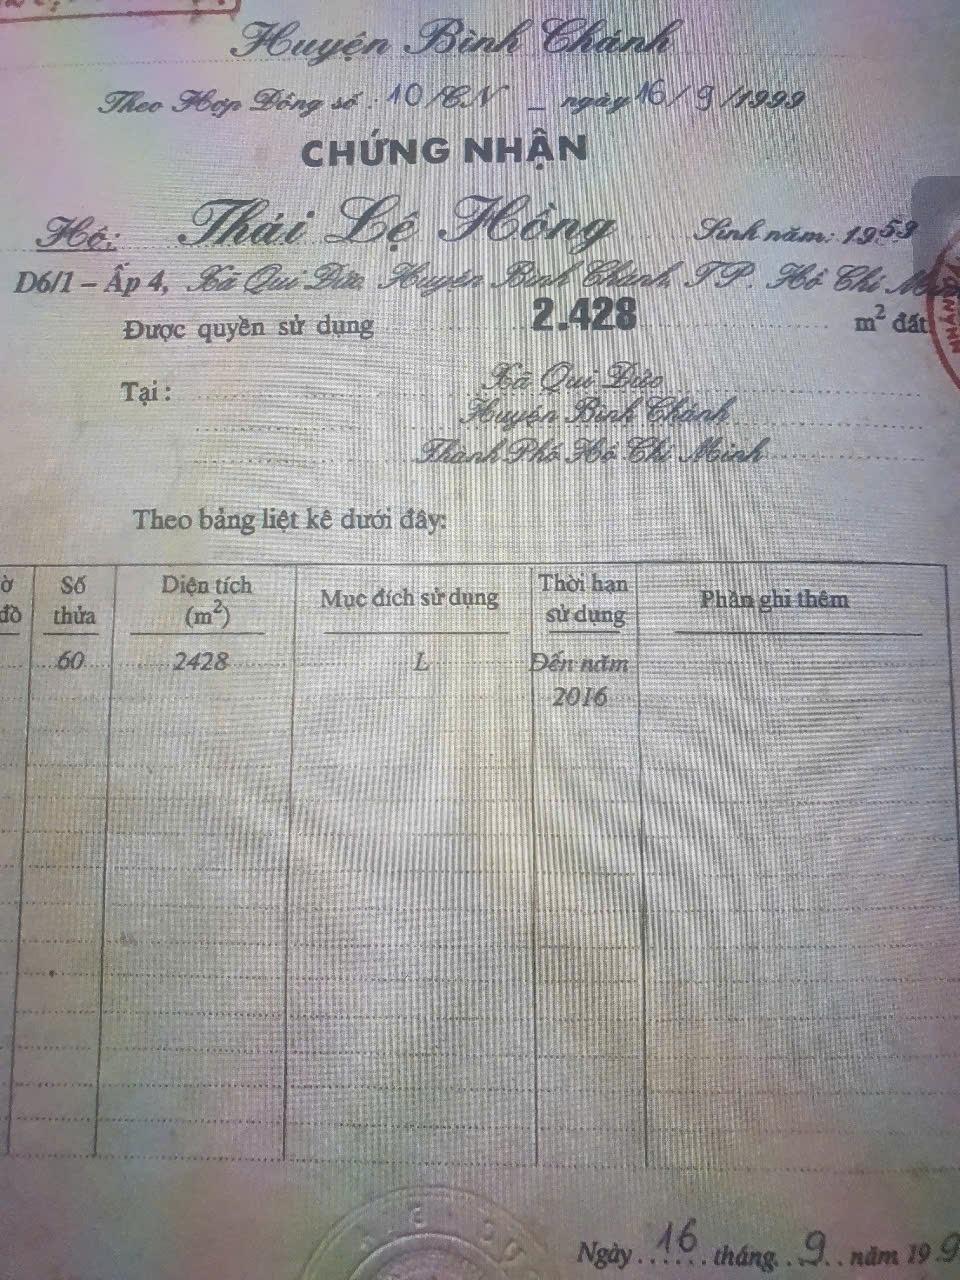 Huyện Bình Chánh
Theo Hợp Đồng số : 10/CN _ ngày 16/9/1999
CHỨNG NHẬN
Hộ: Thái Lệ Hồng Sinh năm: 1953
D6/1 – Ấp 4, Xã Qui Đức, Huyện Bình Chánh, TP. Hồ Chí
Được quyền sử dụng 2.428 m² đất
Tại : Xã Qui Đức
Huyện Bình Chánh
Thành Phố Hồ Chí Minh
Theo bảng liệt kê dưới đây:
Số thửa Diện tích (m²) Mục đích sử dụng Thời hạn sử dụng Phần ghi thêm
60 2428 L Đến năm
2016
Ngày 16 tháng 9 năm 199